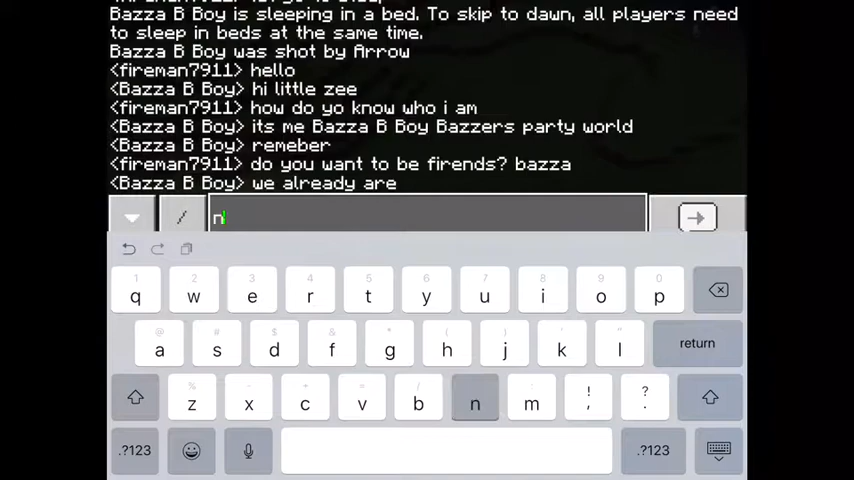 Bazza B Boy is sleeping in a bed. To skip to dawn, all players need
to sleep in beds at the same time.
Bazza B Boy was shot by Arrow
<fireman7911> hello
<Bazza B Boy> hi little zee
<fireman7911> how do yo know who i am
<Bazza B Boy> its me Bazza B Boy Bazzers party world
<Bazza B Boy> remeber
<fireman7911> do you want to be firends? bazza
<Bazza B Boy> we already are
/ n
1 2 3 4 5 6 7 8 9 0
q w e r t y u i o p
@ # $ & * ( ) ' "
a s d f g h j k l return
% - + = / ; : ! ?
z x c v b n m , .
.?123 .?123